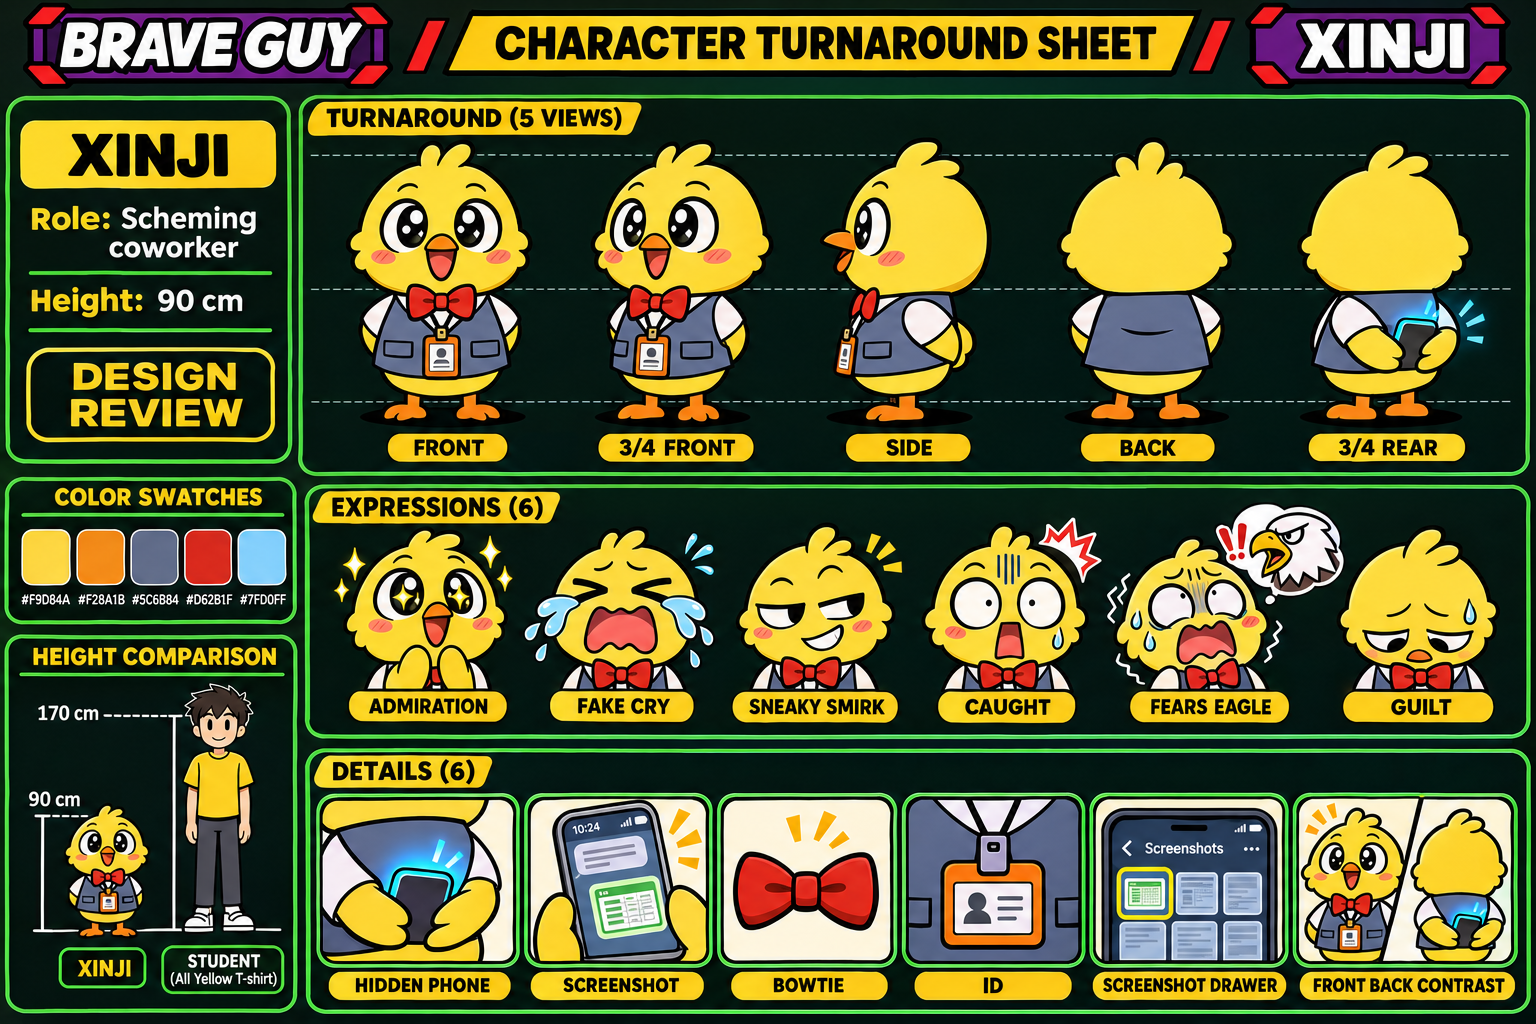 BRAVE GUY
CHARACTER TURNAROUND SHEET
XINJI
XINJI
Role: Scheming
coworker
Height: 90 cm
DESIGN
REVIEW
TURNAROUND (5 VIEWS)
FRONT
3/4 FRONT
SIDE
BACK
3/4 REAR
COLOR SWATCHES
#F9D84A
#F28A1B
#5C6B84
#D62B1F
#7FD0FF
EXPRESSIONS (6)
!!
ADMIRATION
FAKE CRY
SNEAKY SMIRK
CAUGHT
FEARS EAGLE
GUILT
HEIGHT COMPARISON
170 cm
90 cm
XINJI
STUDENT
(All Yellow T-shirt)
DETAILS (6)
10:24
Screenshots
HIDDEN PHONE
SCREENSHOT
BOWTIE
ID
SCREENSHOT DRAWER
FRONT BACK CONTRAST